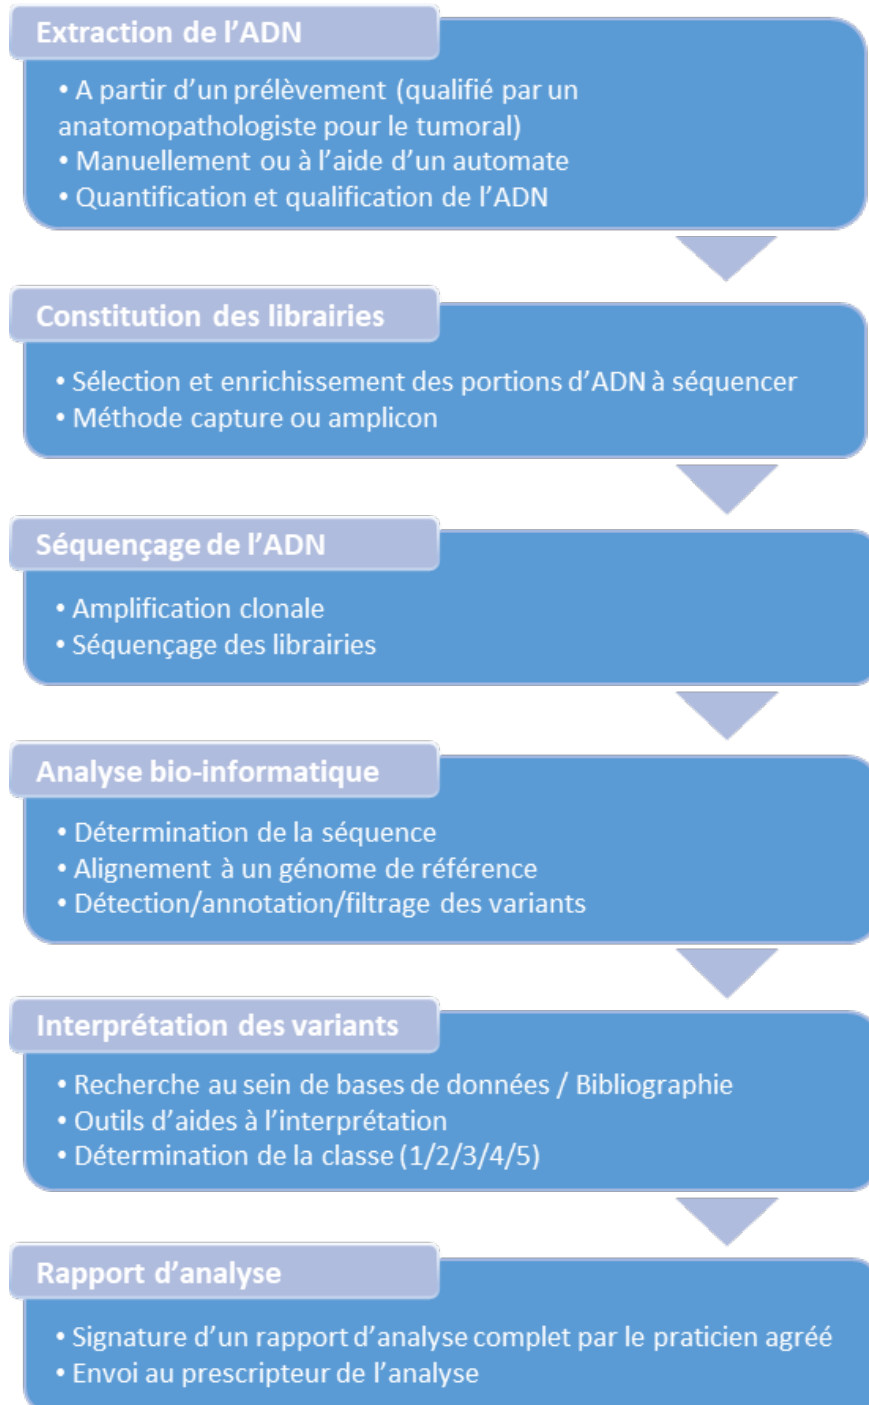 Extraction de l’ADN
• A partir d’un prélèvement (qualifié par un
anatomopathologiste pour le tumoral)
• Manuellement ou à l’aide d’un automate
• Quantification et qualification de l’ADN
Constitution des librairies
• Sélection et enrichissement des portions d’ADN à séquencer
• Méthode capture ou amplicon
Séquençage de l’ADN
• Amplification clonale
• Séquençage des librairies
Analyse bio-informatique
• Détermination de la séquence
• Alignement à un génome de référence
• Détection/annotation/filtrage des variants
Interprétation des variants
• Recherche au sein de bases de données / Bibliographie
• Outils d’aides à l’interprétation
• Détermination de la classe (1/2/3/4/5)
Rapport d’analyse
• Signature d’un rapport d’analyse complet par le praticien agréé
• Envoi au prescripteur de l’analyse